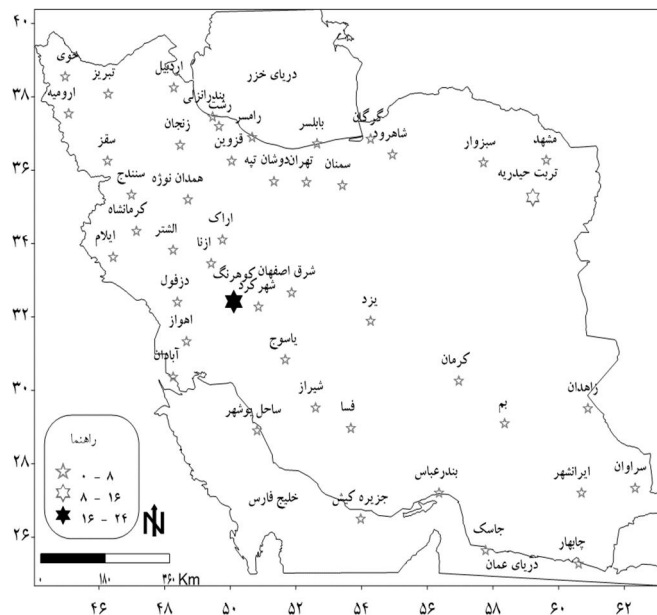 ۴۰
۳۸
۳۶
۳۴
۳۲
۳۰
۲۸
۲۶
خوی
تبریز
اردبیل
دریای خزر
ارومیه
بندرانزلی
رشت
رامسر
بابلسر
گرگان
شاهرود
زنجان
قزوین
سقز
مشهد
سبزوار
تربت حیدریه
سنندج
همدان نوژه
دوشان تپه
تهران
سمنان
کرمانشاه
اراک
ایلام
الشتر
ازنا
دزفول
کوهرنگ
شرق اصفهان
شهر کرد
یزد
اهواز
یاسوج
آبادان
کرمان
شیراز
فسا
بم
زاهدان
ساحل بوشهر
سراوان
ایرانشهر
بندرعباس
خلیج فارس
جزیره کیش
جاسک
چابهار
دریای عمان
راهنما
۰ - ۸
۸ - ۱۶
۱۶ - ۲۴
N
۰ ۱۸۰ ۳۶۰ Km
۴۶ ۴۸ ۵۰ ۵۲ ۵۴ ۵۶ ۵۸ ۶۰ ۶۲